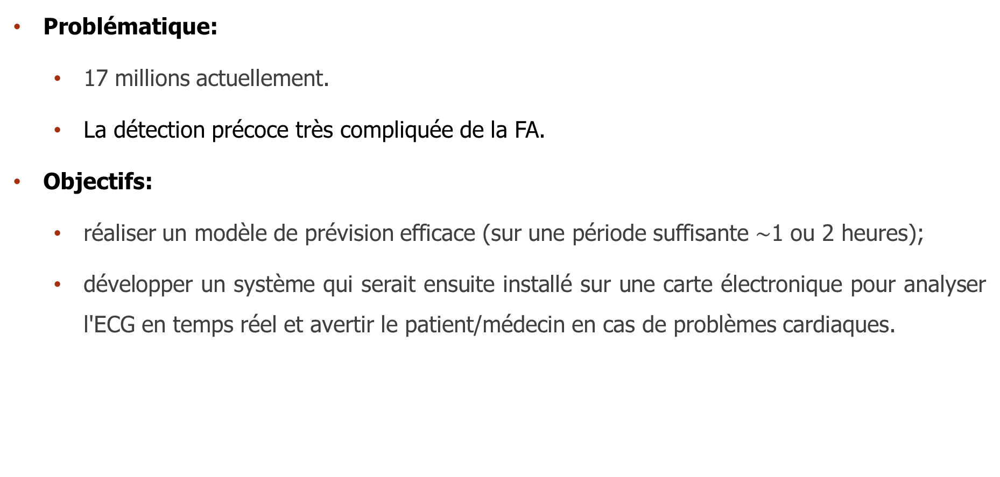 • Problématique:
• 17 millions actuellement.
• La détection précoce très compliquée de la FA.
• Objectifs:
• réaliser un modèle de prévision efficace (sur une période suffisante ~1 ou 2 heures);
• développer un système qui serait ensuite installé sur une carte électronique pour analyser
l'ECG en temps réel et avertir le patient/médecin en cas de problèmes cardiaques.